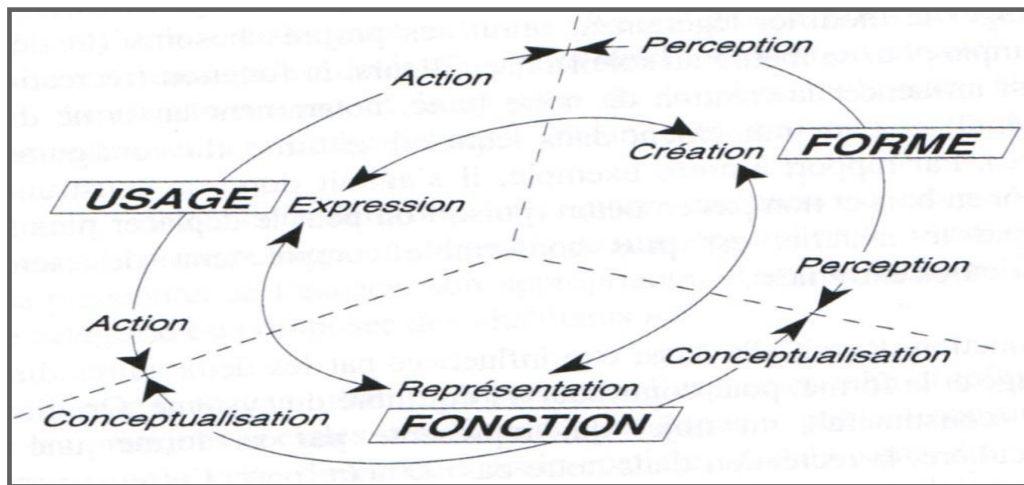 Perception
Action
Création
FORME
USAGE
Expression
Perception
Action
Conceptualisation
Représentation
Conceptualisation
FONCTION